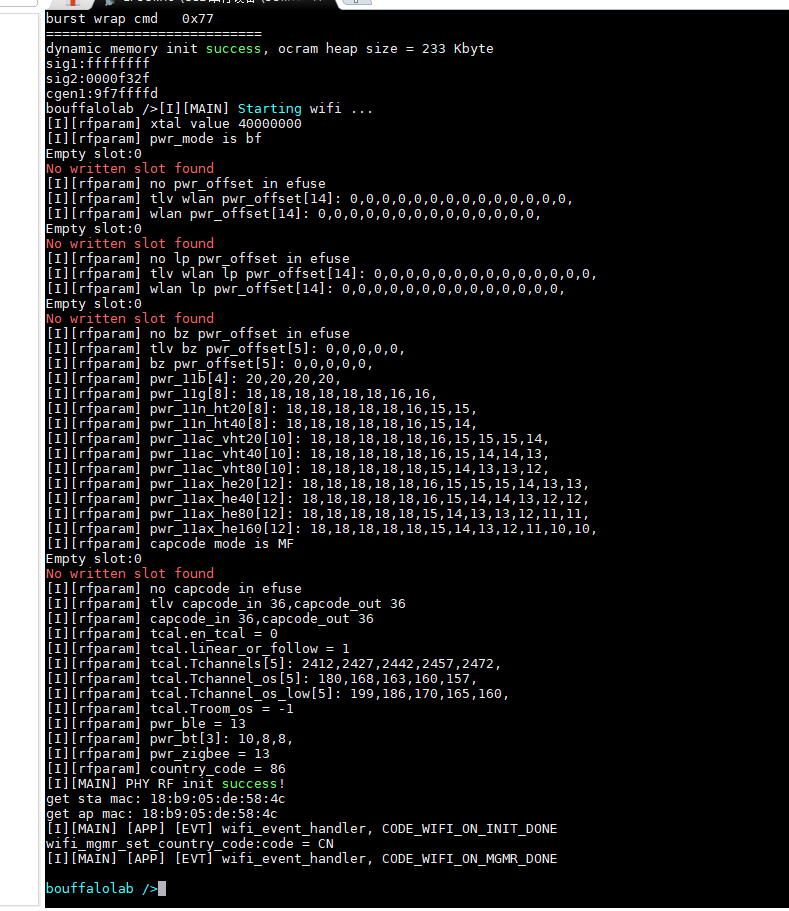 burst wrap cmd   0x77
===========================
dynamic memory init success, ocram heap size = 233 Kbyte
sig1:ffffffff
sig2:0000f32f
cgen1:9f7ffffd
bouffalolab />[I][MAIN] Starting wifi ...
[I][rfparam] xtal value 40000000
[I][rfparam] pwr_mode is bf
Empty slot:0
No written slot found
[I][rfparam] no pwr_offset in efuse
[I][rfparam] tlv wlan pwr_offset[14]: 0,0,0,0,0,0,0,0,0,0,0,0,0,0,
[I][rfparam] wlan pwr_offset[14]: 0,0,0,0,0,0,0,0,0,0,0,0,0,0,
Empty slot:0
No written slot found
[I][rfparam] no lp pwr_offset in efuse
[I][rfparam] tlv wlan lp pwr_offset[14]: 0,0,0,0,0,0,0,0,0,0,0,0,0,0,
[I][rfparam] wlan lp pwr_offset[14]: 0,0,0,0,0,0,0,0,0,0,0,0,0,0,
Empty slot:0
No written slot found
[I][rfparam] no bz pwr_offset in efuse
[I][rfparam] tlv bz pwr_offset[5]: 0,0,0,0,0,
[I][rfparam] bz pwr_offset[5]: 0,0,0,0,0,
[I][rfparam] pwr_11b[4]: 20,20,20,20,
[I][rfparam] pwr_11g[8]: 18,18,18,18,18,18,16,16,
[I][rfparam] pwr_11n_ht20[8]: 18,18,18,18,18,16,15,15,
[I][rfparam] pwr_11n_ht40[8]: 18,18,18,18,18,16,15,14,
[I][rfparam] pwr_11ac_vht20[10]: 18,18,18,18,18,16,15,15,15,14,
[I][rfparam] pwr_11ac_vht40[10]: 18,18,18,18,18,16,15,14,14,13,
[I][rfparam] pwr_11ac_vht80[10]: 18,18,18,18,18,15,14,13,13,12,
[I][rfparam] pwr_11ax_he20[12]: 18,18,18,18,18,16,15,15,15,14,13,13,
[I][rfparam] pwr_11ax_he40[12]: 18,18,18,18,18,16,15,14,14,13,12,12,
[I][rfparam] pwr_11ax_he80[12]: 18,18,18,18,18,15,14,13,13,12,11,11,
[I][rfparam] pwr_11ax_he160[12]: 18,18,18,18,18,15,14,13,12,11,10,10,
[I][rfparam] capcode mode is MF
Empty slot:0
No written slot found
[I][rfparam] no capcode in efuse
[I][rfparam] tlv capcode_in 36,capcode_out 36
[I][rfparam] capcode_in 36,capcode_out 36
[I][rfparam] tcal.en_tcal = 0
[I][rfparam] tcal.linear_or_follow = 1
[I][rfparam] tcal.Tchannels[5]: 2412,2427,2442,2457,2472,
[I][rfparam] tcal.Tchannel_os[5]: 180,168,163,160,157,
[I][rfparam] tcal.Tchannel_os_low[5]: 199,186,170,165,160,
[I][rfparam] tcal.Troom_os = -1
[I][rfparam] pwr_ble = 13
[I][rfparam] pwr_bt[3]: 10,8,8,
[I][rfparam] pwr_zigbee = 13
[I][rfparam] country_code = 86
[I][MAIN] PHY RF init success!
get sta mac: 18:b9:05:de:58:4c
get ap mac: 18:b9:05:de:58:4c
[I][MAIN] [APP] [EVT] wifi_event_handler, CODE_WIFI_ON_INIT_DONE
wifi_mgmr_set_country_code:code = CN
[I][MAIN] [APP] [EVT] wifi_event_handler, CODE_WIFI_ON_MGMR_DONE
bouffalolab />